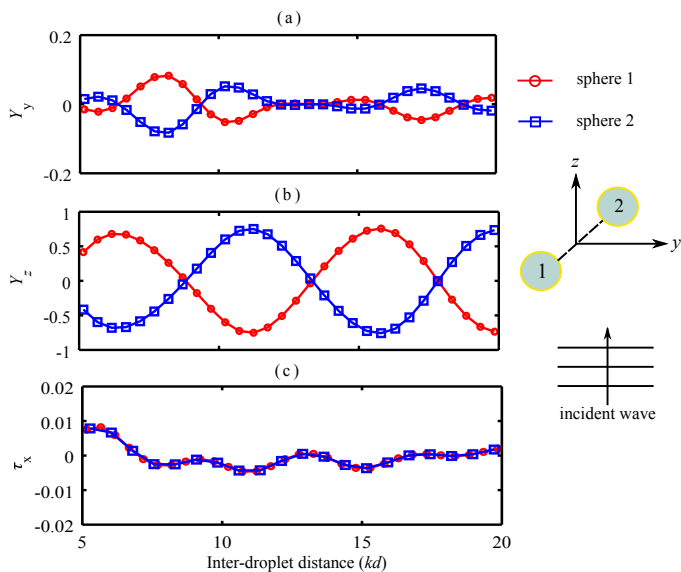 (a)
0.2
0
-0.2
Y_y
sphere 1
sphere 2
(b)
1
0.5
0
-0.5
-1
Y_z
z
y
1
2
incident wave
(c)
0.02
0.01
0
-0.01
-0.02
τ_x
5 10 15 20
Inter-droplet distance (kd)